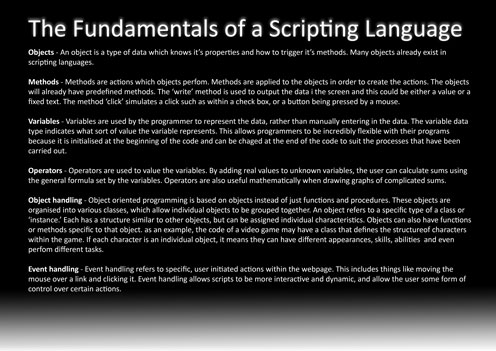 The Fundamentals of a Scripting Language
Objects - An object is a type of data which knows it's properties and how to trigger it's methods. Many objects already exist in
scripting languages.
Methods - Methods are actions which objects perfom. Methods are applied to the objects in order to create the actions. The objects
will already have predefined methods. The 'write' method is used to output the data i the screen and this could be either a value or a
fixed text. The method 'click' simulates a click such as within a check box, or a button being pressed by a mouse.
Variables - Variables are used by the programmer to represent the data, rather than manually entering in the data. The variable data
type indicates what sort of value the variable represents. This allows programmers to be incredibly flexible with their programs
because it is initialised at the beginning of the code and can be chaged at the end of the code to suit the processes that have been
carried out.
Operators - Operators are used to value the variables. By adding real values to unknown variables, the user can calculate sums using
the general formula set by the variables. Operators are also useful mathematically when drawing graphs of complicated sums.
Object handling - Object oriented programming is based on objects instead of just functions and procedures. These objects are
organised into various classes, which allow individual objects to be grouped together. An object refers to a specific type of a class or
'instance.' Each has a structure similar to other objects, but can be assigned individual characteristics. Objects can also have functions
or methods specific to that object. as an example, the code of a video game may have a class that defines the structureof characters
within the game. If each character is an individual object, it means they can have different appearances, skills, abilities and even
perfom different tasks.
Event handling - Event handling refers to specific, user initiated actions within the webpage. This includes things like moving the
mouse over a link and clicking it. Event handling allows scripts to be more interactive and dynamic, and allow the user some form of
control over certain actions.